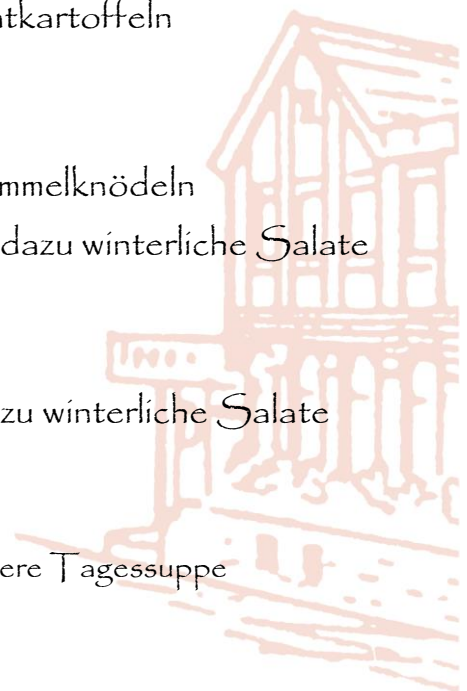 tkartoffeln
mmelknödeln
dazu winterliche Salate
zu winterliche Salate
ere Tagessuppe